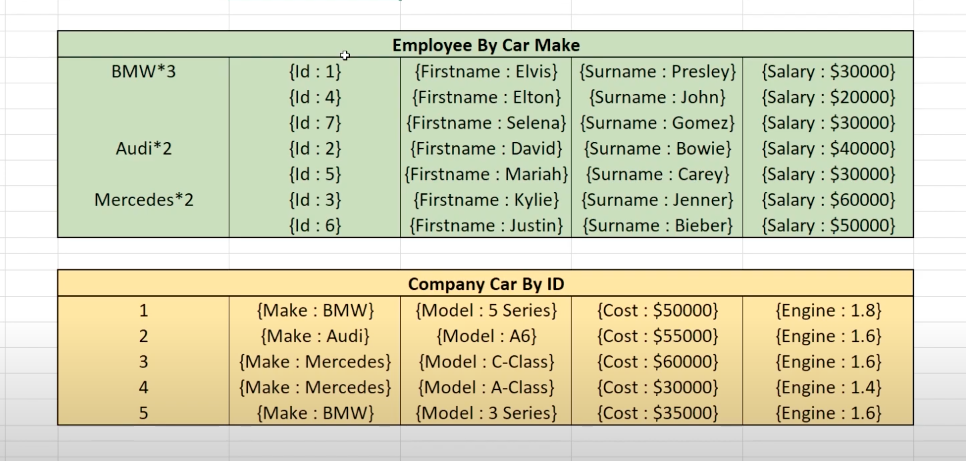 Employee By Car Make
BMW*3 {Id : 1} {Firstname : Elvis} {Surname : Presley} {Salary : $30000}
{Id : 4} {Firstname : Elton} {Surname : John} {Salary : $20000}
{Id : 7} {Firstname : Selena} {Surname : Gomez} {Salary : $30000}
Audi*2 {Id : 2} {Firstname : David} {Surname : Bowie} {Salary : $40000}
{Id : 5} {Firstname : Mariah} {Surname : Carey} {Salary : $30000}
Mercedes*2 {Id : 3} {Firstname : Kylie} {Surname : Jenner} {Salary : $60000}
{Id : 6} {Firstname : Justin} {Surname : Bieber} {Salary : $50000}
Company Car By ID
1 {Make : BMW} {Model : 5 Series} {Cost : $50000} {Engine : 1.8}
2 {Make : Audi} {Model : A6} {Cost : $55000} {Engine : 1.6}
3 {Make : Mercedes} {Model : C-Class} {Cost : $60000} {Engine : 1.6}
4 {Make : Mercedes} {Model : A-Class} {Cost : $30000} {Engine : 1.4}
5 {Make : BMW} {Model : 3 Series} {Cost : $35000} {Engine : 1.6}